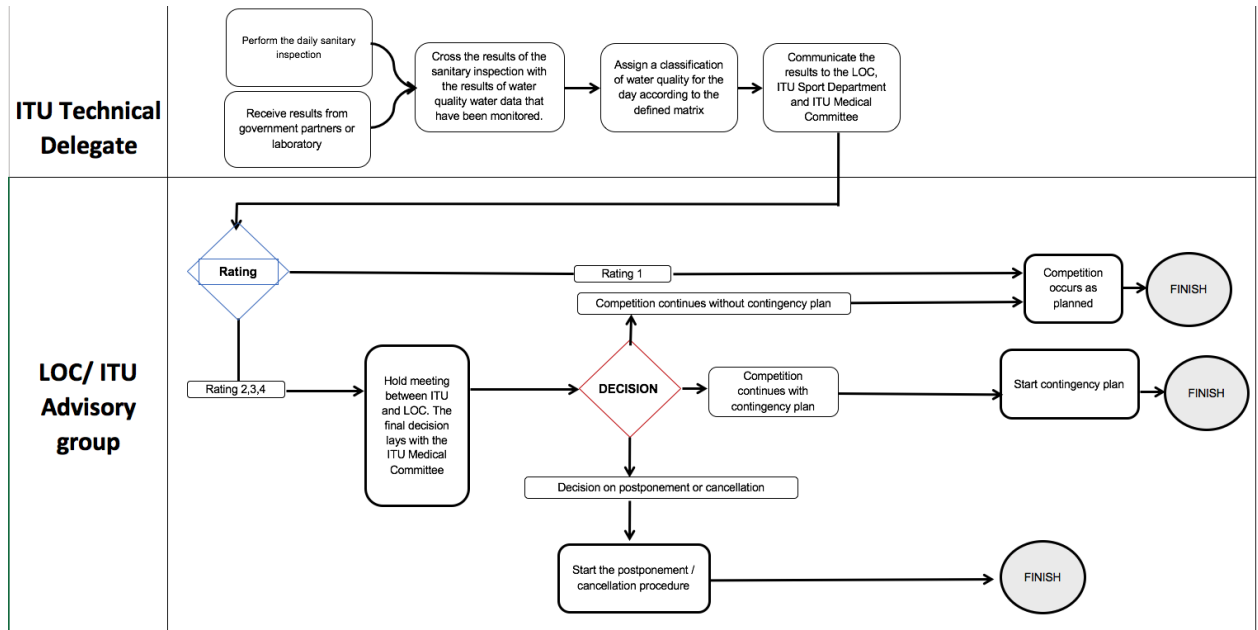 ITU Technical
Delegate
Perform the daily sanitary
inspection
Receive results from
government partners or
laboratory
Cross the results of the
sanitary inspection with
the results of water
quality water data that
have been monitored.
Assign a classification
of water quality for the
day according to the
defined matrix
Communicate the
results to the LOC,
ITU Sport Department
and ITU Medical
Committee
LOC/ ITU
Advisory
group
Rating
Rating 1
Competition continues without contingency plan
Competition
occurs as
planned
FINISH
Rating 2,3,4
Hold meeting
between ITU
and LOC. The
final decision
lays with the
ITU Medical
Committee
DECISION
Competition
continues with
contingency plan
Start contingency plan
FINISH
Decision on postponement or cancellation
Start the postponement /
cancellation procedure
FINISH